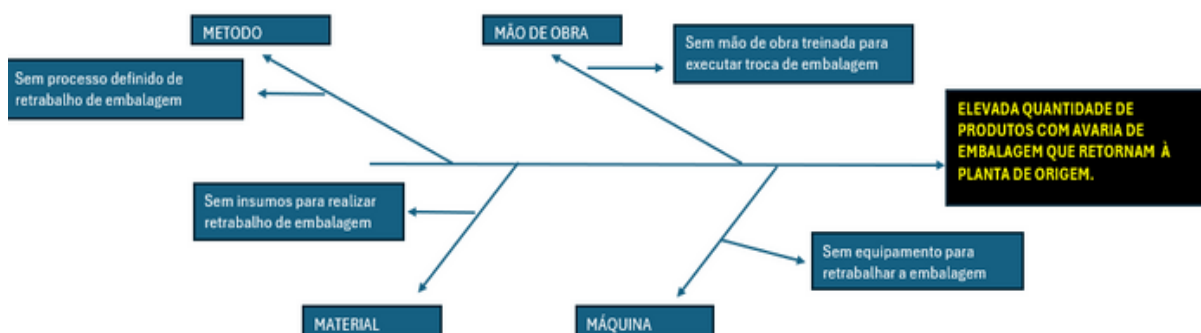 METODO
MÃO DE OBRA
Sem mão de obra treinada para
executar troca de embalagem
Sem processo definido de
retrabalho de embalagem
ELEVADA QUANTIDADE DE
PRODUTOS COM AVARIA DE
EMBALAGEM QUE RETORNAM À
PLANTA DE ORIGEM.
Sem insumos para realizar
retrabalho de embalagem
Sem equipamento para
retrabalhar a embalagem
MATERIAL
MÁQUINA